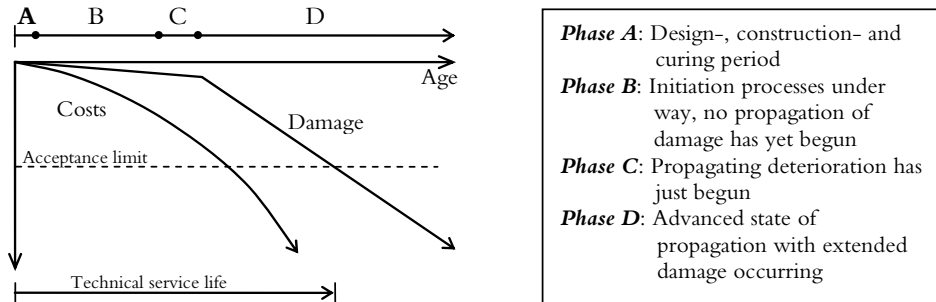 A B C D
Age
Costs
Damage
Acceptance limit
Technical service life
Phase A: Design-, construction- and
curing period
Phase B: Initiation processes under
way, no propagation of
damage has yet begun
Phase C: Propagating deterioration has
just begun
Phase D: Advanced state of
propagation with extended
damage occurring